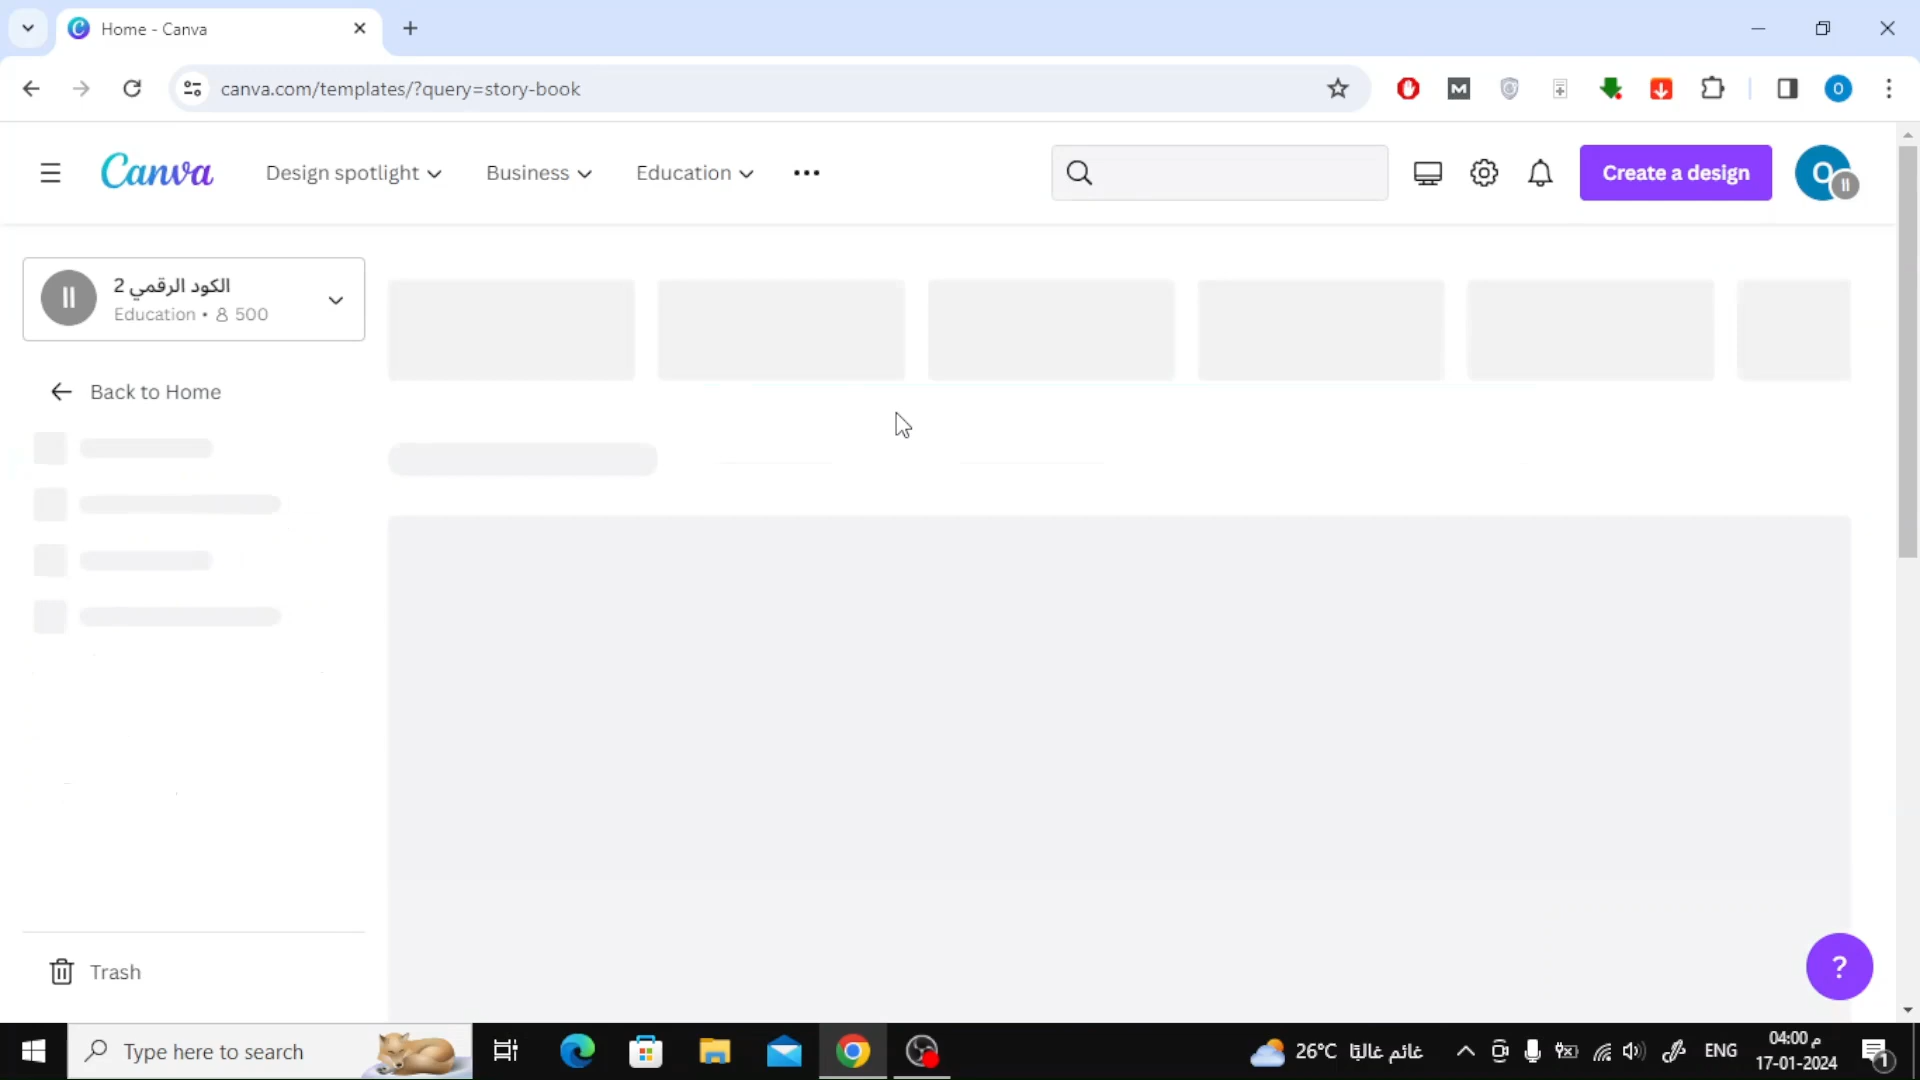 Home - Canva
canva.com/templates/?query=story-book
M
O
Canva
Design spotlight
Business
Education
Create a design
O
الكود الرقمي 2
Education • 500
Back to Home
Trash
?
Type here to search
26°C غائم غالبًا
ENG
04:00 م
17-01-2024
1